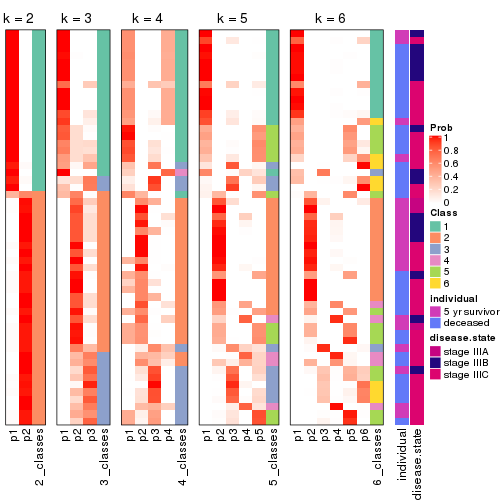 k = 2
k = 3
k = 4
k = 5
k = 6
Prob
1
0.8
0.6
0.4
0.2
0
Class
1
2
3
4
5
6
individual
5 yr survivor
deceased
disease.state
stage IIIA
stage IIIB
stage IIIC
p1
p2
2_classes
p1
p2
p3
3_classes
p1
p2
p3
p4
4_classes
p1
p2
p3
p4
p5
5_classes
p1
p2
p3
p4
p5
p6
6_classes
individual
disease.state